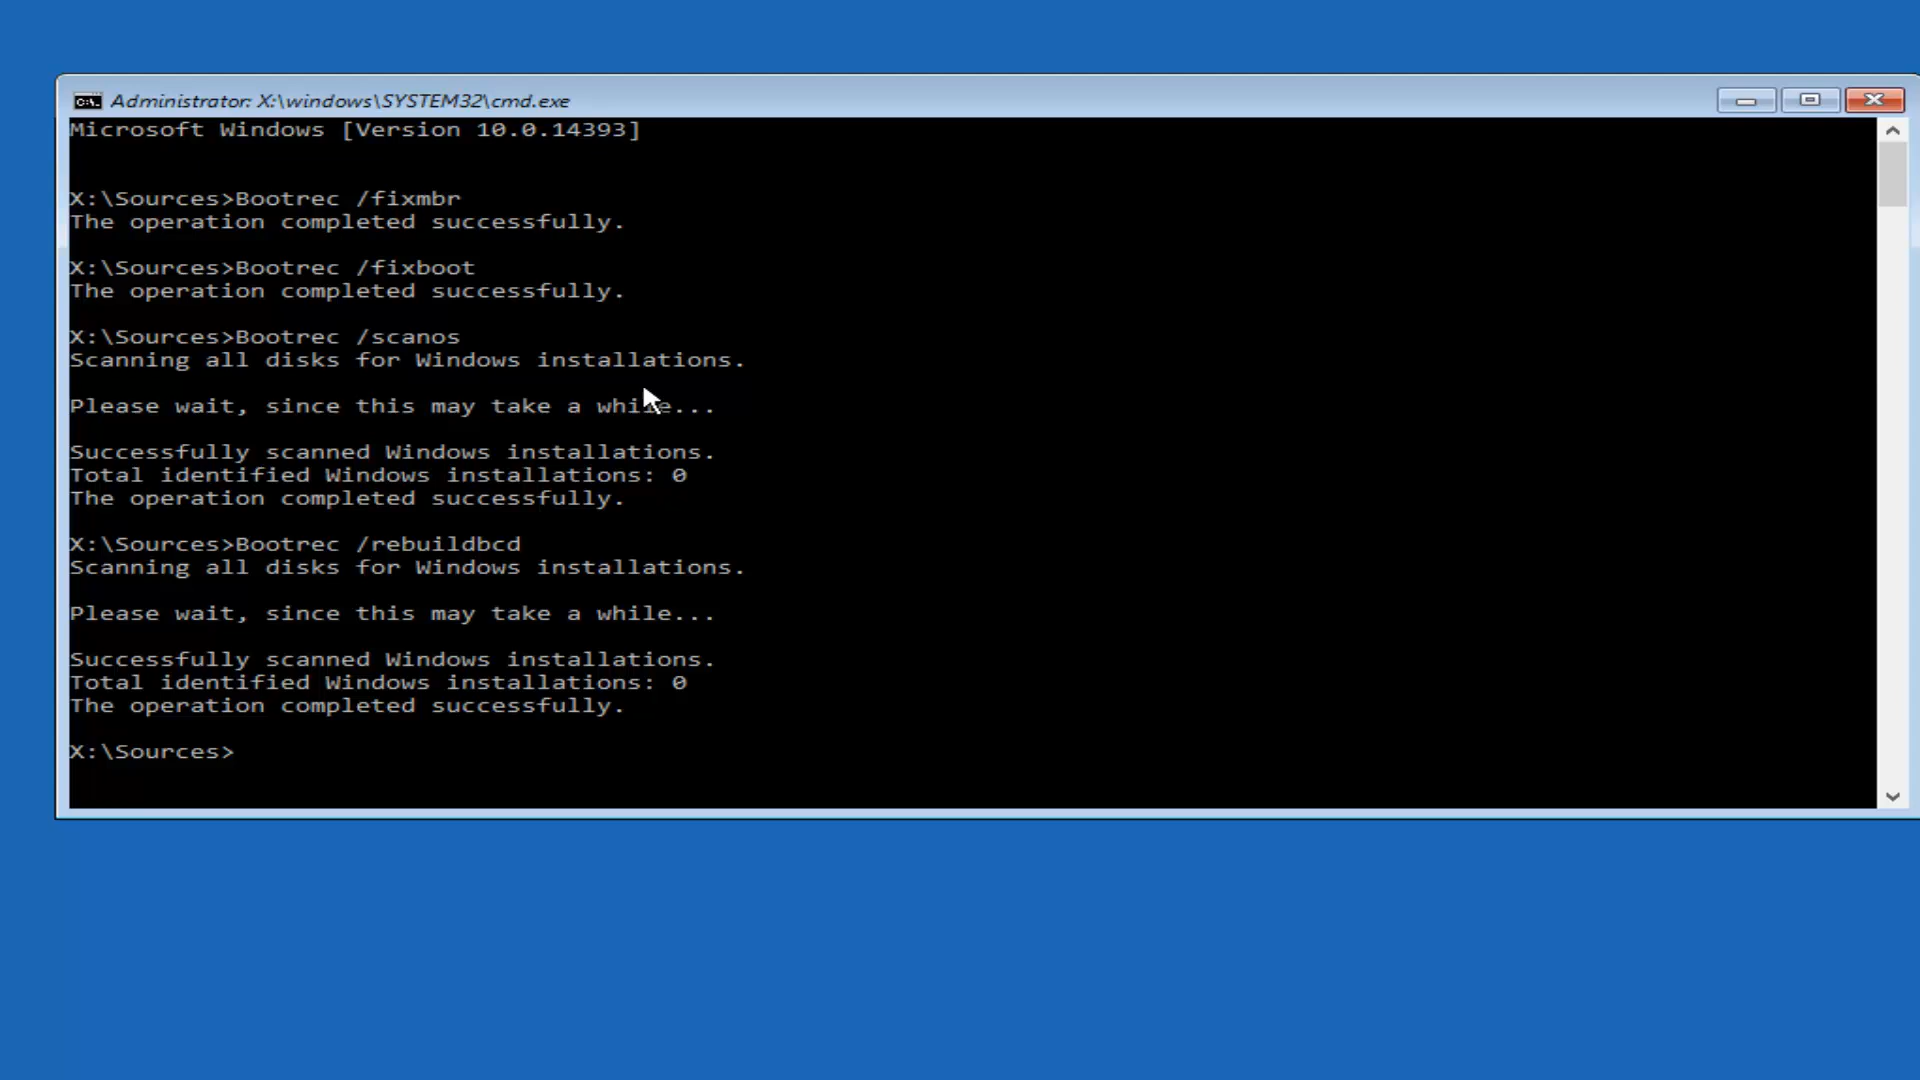 Administrator: X:\windows\SYSTEM32\cmd.exe
Microsoft Windows [Version 10.0.14393]
X:\Sources>Bootrec /fixmbr
The operation completed successfully.
X:\Sources>Bootrec /fixboot
The operation completed successfully.
X:\Sources>Bootrec /scanos
Scanning all disks for Windows installations.
Please wait, since this may take a while...
Successfully scanned Windows installations.
Total identified Windows installations: 0
The operation completed successfully.
X:\Sources>Bootrec /rebuildbcd
Scanning all disks for Windows installations.
Please wait, since this may take a while...
Successfully scanned Windows installations.
Total identified Windows installations: 0
The operation completed successfully.
X:\Sources>